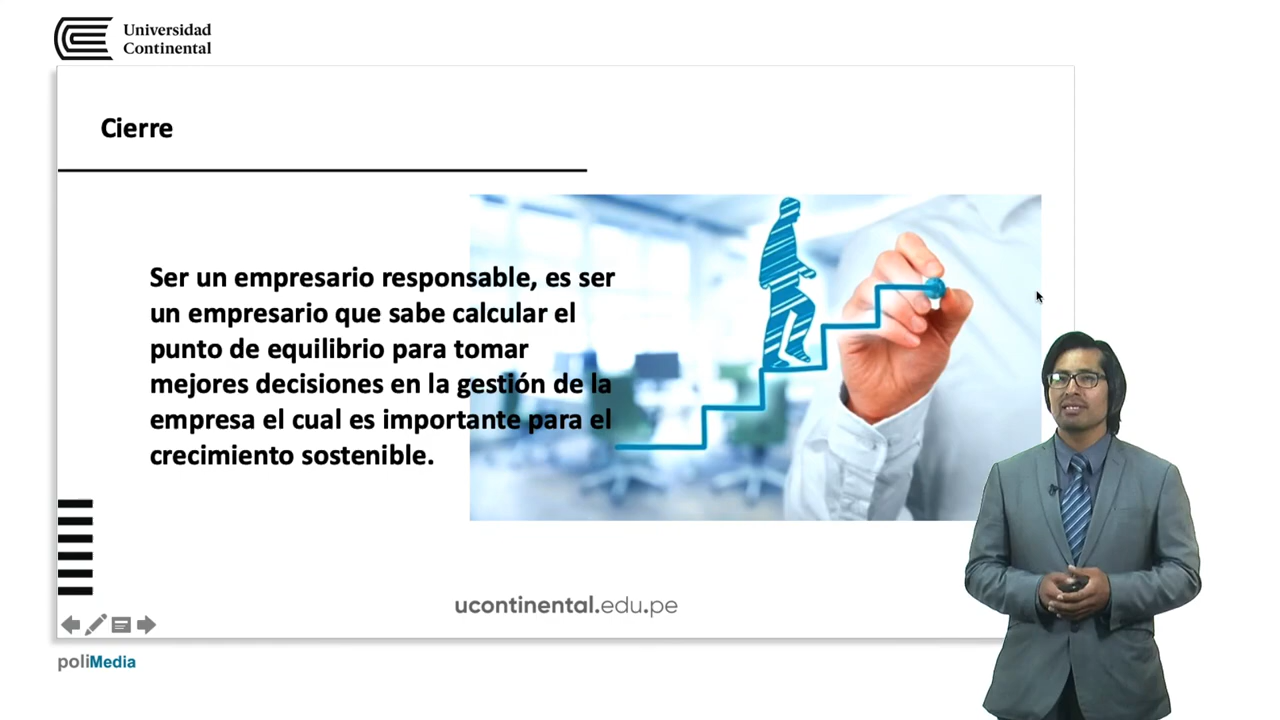 Universidad
Continental
Cierre
Ser un empresario responsable, es ser
un empresario que sabe calcular el
punto de equilibrio para tomar
mejores decisiones en la gestión de la
empresa el cual es importante para el
crecimiento sostenible.
ucontinental.edu.pe
poliMedia